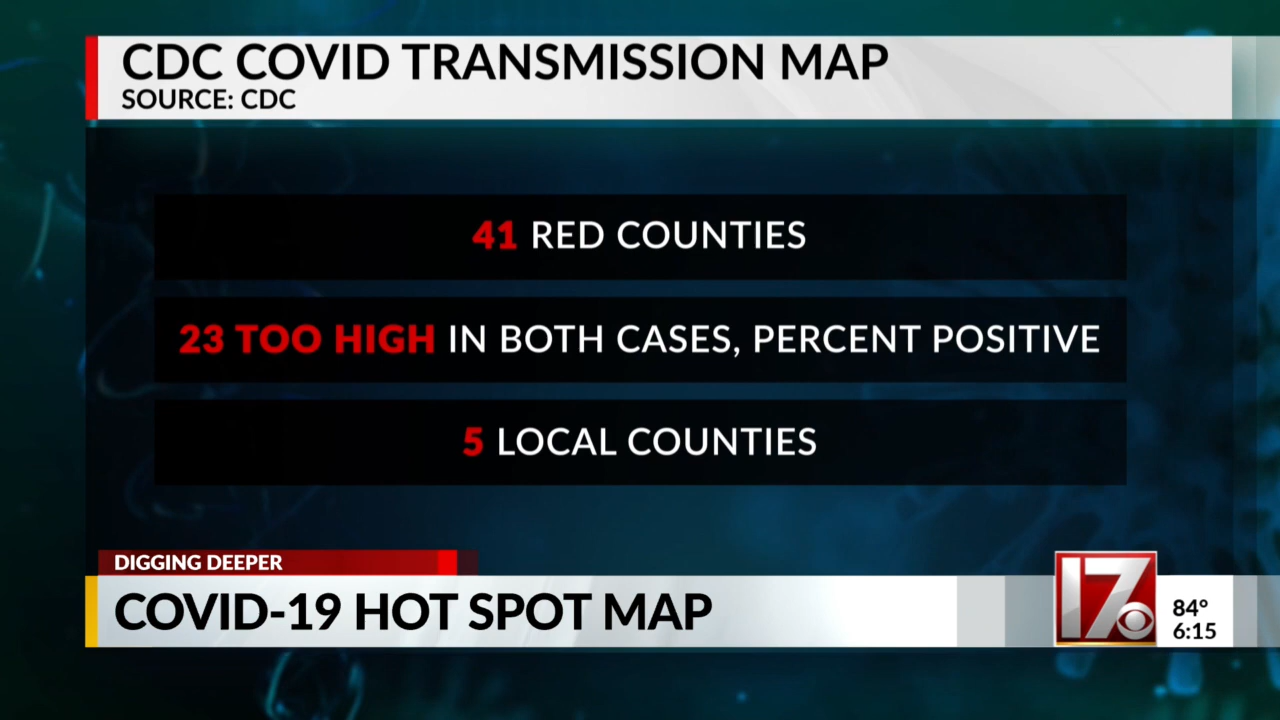 CDC COVID TRANSMISSION MAP
SOURCE: CDC
41 RED COUNTIES
23 TOO HIGH IN BOTH CASES, PERCENT POSITIVE
5 LOCAL COUNTIES
DIGGING DEEPER
COVID-19 HOT SPOT MAP
17
84°
6:15